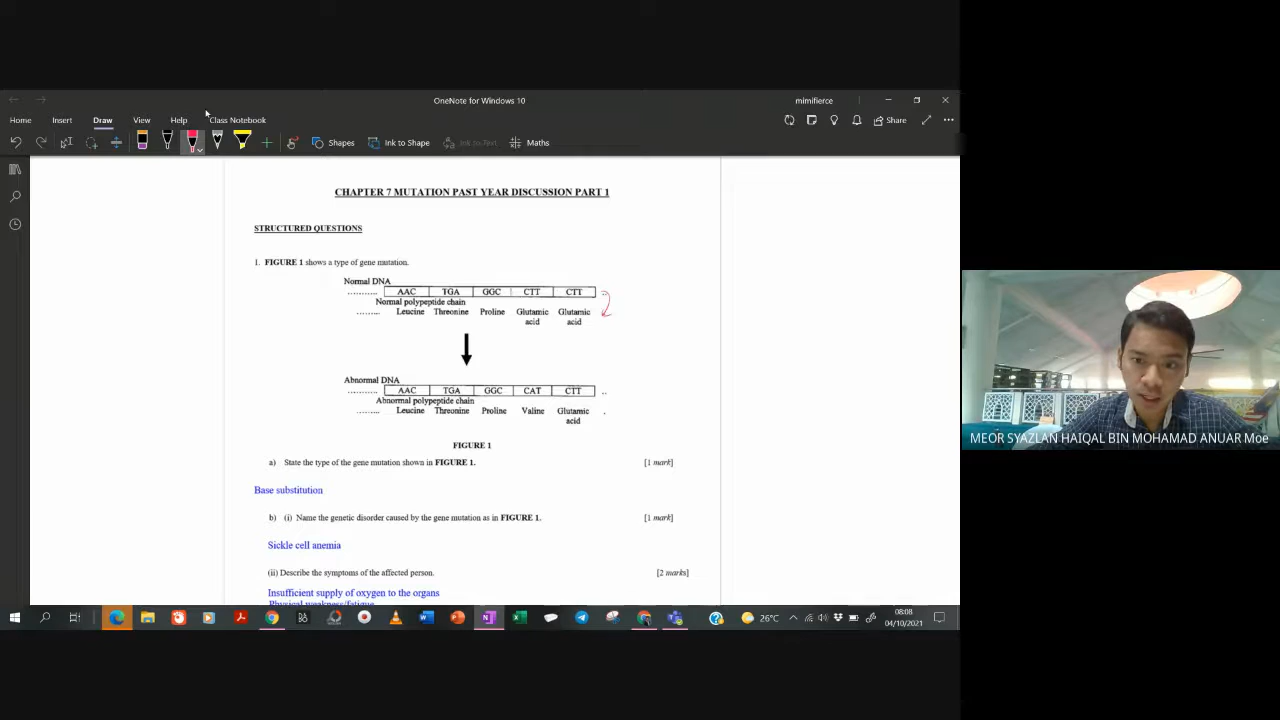 OneNote for Windows 10
mimifierce
Home Insert Draw View Help Class Notebook
Share
Shapes Ink to Shape Ink to Text Maths
CHAPTER 7 MUTATION PAST YEAR DISCUSSION PART 1
STRUCTURED QUESTIONS
1. FIGURE 1 shows a type of gene mutation.
Normal DNA
........... AAC TGA GGC CTT CTT ..
Normal polypeptide chain
........ Leucine Threonine Proline Glutamic acid Glutamic acid
Abnormal DNA
........... AAC TGA GGC CAT CTT ..
Abnormal polypeptide chain
........ Leucine Threonine Proline Valine Glutamic acid .
FIGURE 1
a) State the type of the gene mutation shown in FIGURE 1. [1 mark]
Base substitution
b) (i) Name the genetic disorder caused by the gene mutation as in FIGURE 1. [1 mark]
Sickle cell anemia
(ii) Describe the symptoms of the affected person. [2 marks]
Insufficient supply of oxygen to the organs
Physical weakness/fatigue
MEOR SYAZLAN HAIQAL BIN MOHAMAD ANUAR Moe
26°C
08:08
04/10/2021